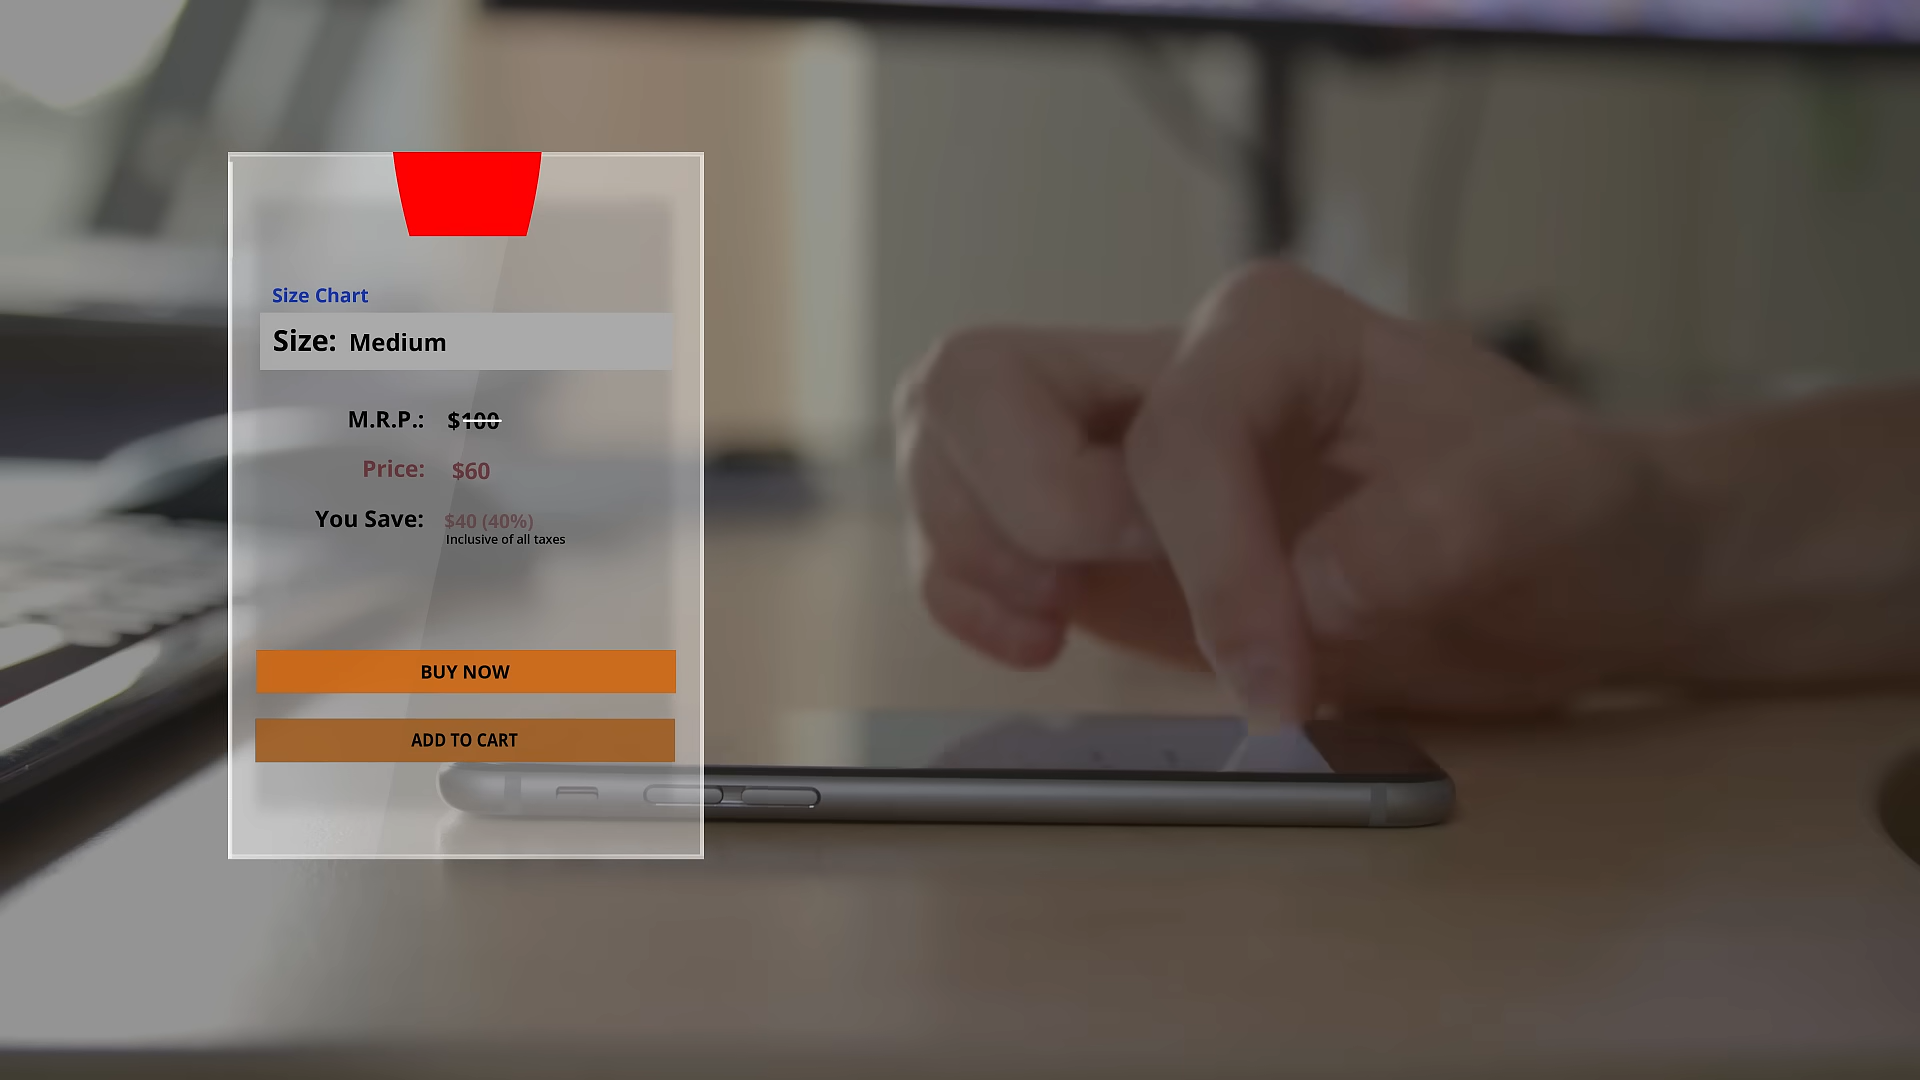 Size Chart
Size: Medium
M.R.P.: $100
Price: $60
You Save: $40 (40%)
Inclusive of all taxes
BUY NOW
ADD TO CART